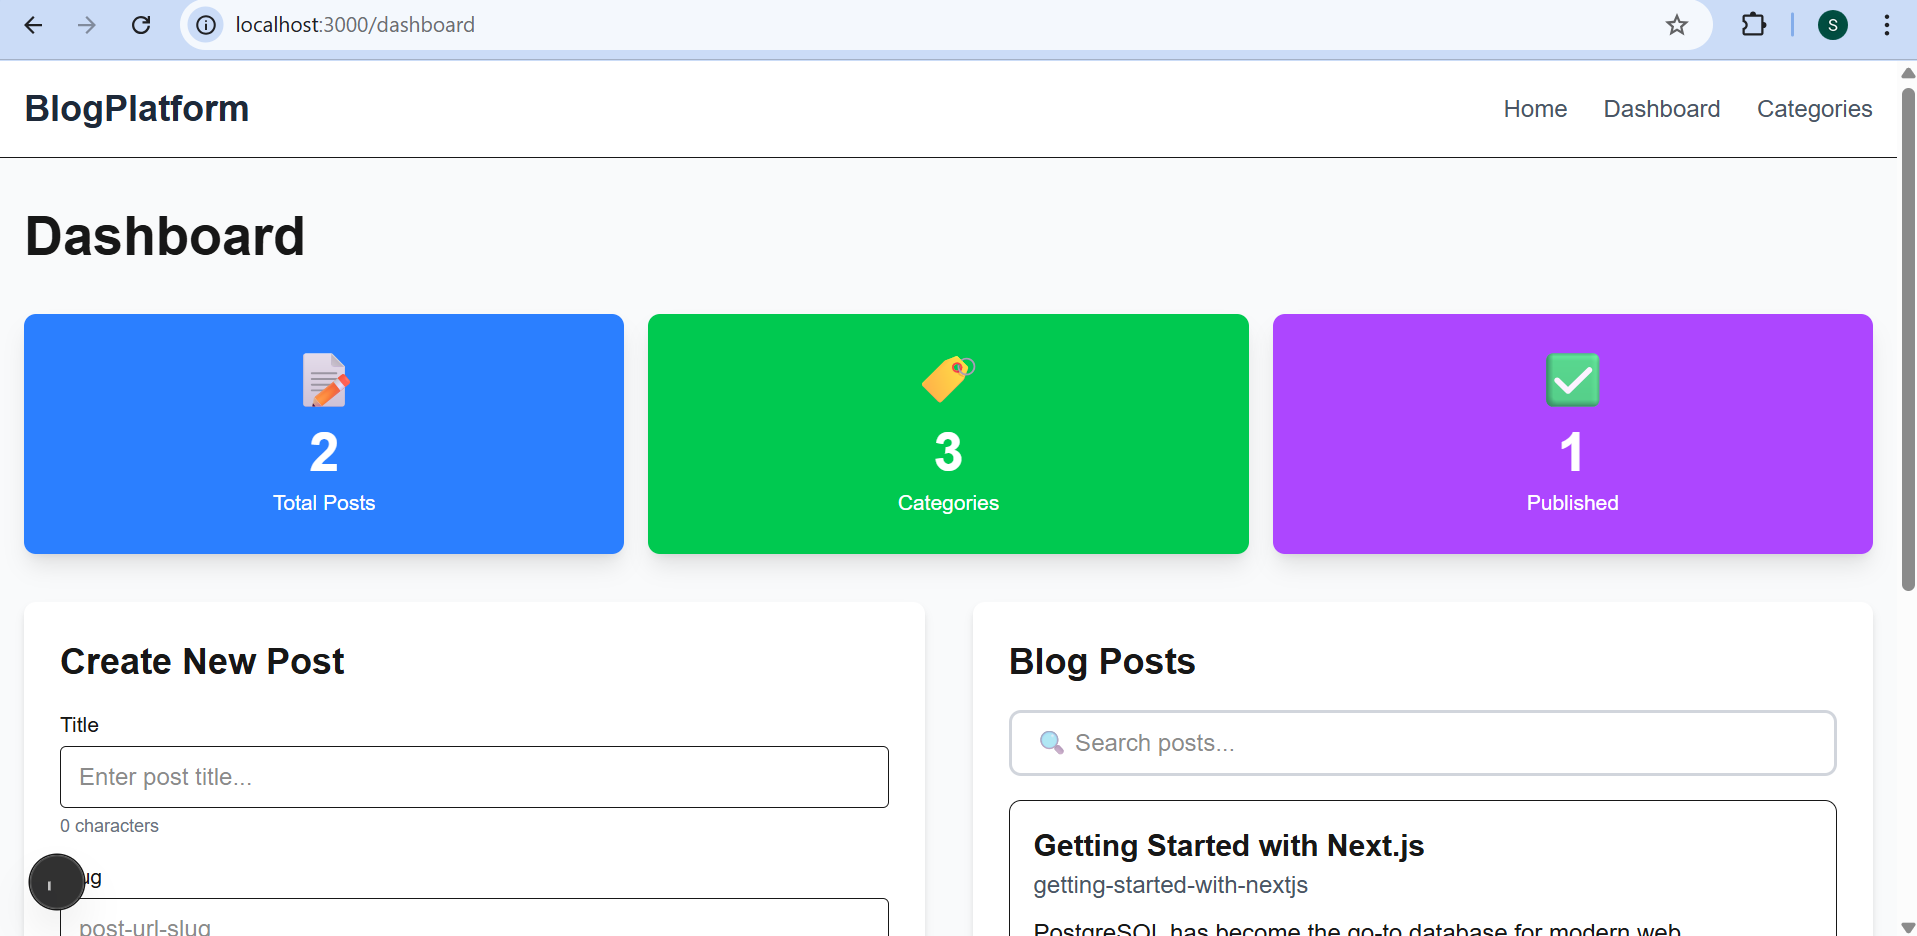 localhost:3000/dashboard
S
BlogPlatform
Home Dashboard Categories
Dashboard
2
Total Posts
3
Categories
1
Published
Create New Post
Title
Enter post title...
0 characters
ug
post-url-slug
Blog Posts
Search posts...
Getting Started with Next.js
getting-started-with-nextjs
PostgreSQL has become the go-to database for modern web